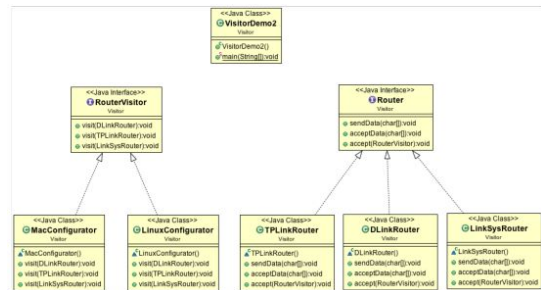 <<Java Class>>
VisitorDemo2
Visitor
VisitorDemo2()
main(String[]):void
<<Java Interface>>
RouterVisitor
Visitor
visit(DLinkRouter):void
visit(TPLinkRouter):void
visit(LinkSysRouter):void
<<Java Interface>>
Router
Visitor
sendData(char[]):void
acceptData(char[]):void
accept(RouterVisitor):void
<<Java Class>>
MacConfigurator
Visitor
MacConfigurator()
visit(DLinkRouter):void
visit(TPLinkRouter):void
visit(LinkSysRouter):void
<<Java Class>>
LinuxConfigurator
Visitor
LinuxConfigurator()
visit(DLinkRouter):void
visit(TPLinkRouter):void
visit(LinkSysRouter):void
<<Java Class>>
TPLinkRouter
Visitor
TPLinkRouter()
sendData(char[]):void
acceptData(char[]):void
accept(RouterVisitor):void
<<Java Class>>
DLinkRouter
Visitor
DLinkRouter()
sendData(char[]):void
acceptData(char[]):void
accept(RouterVisitor):void
<<Java Class>>
LinkSysRouter
Visitor
LinkSysRouter()
sendData(char[]):void
acceptData(char[]):void
accept(RouterVisitor):void